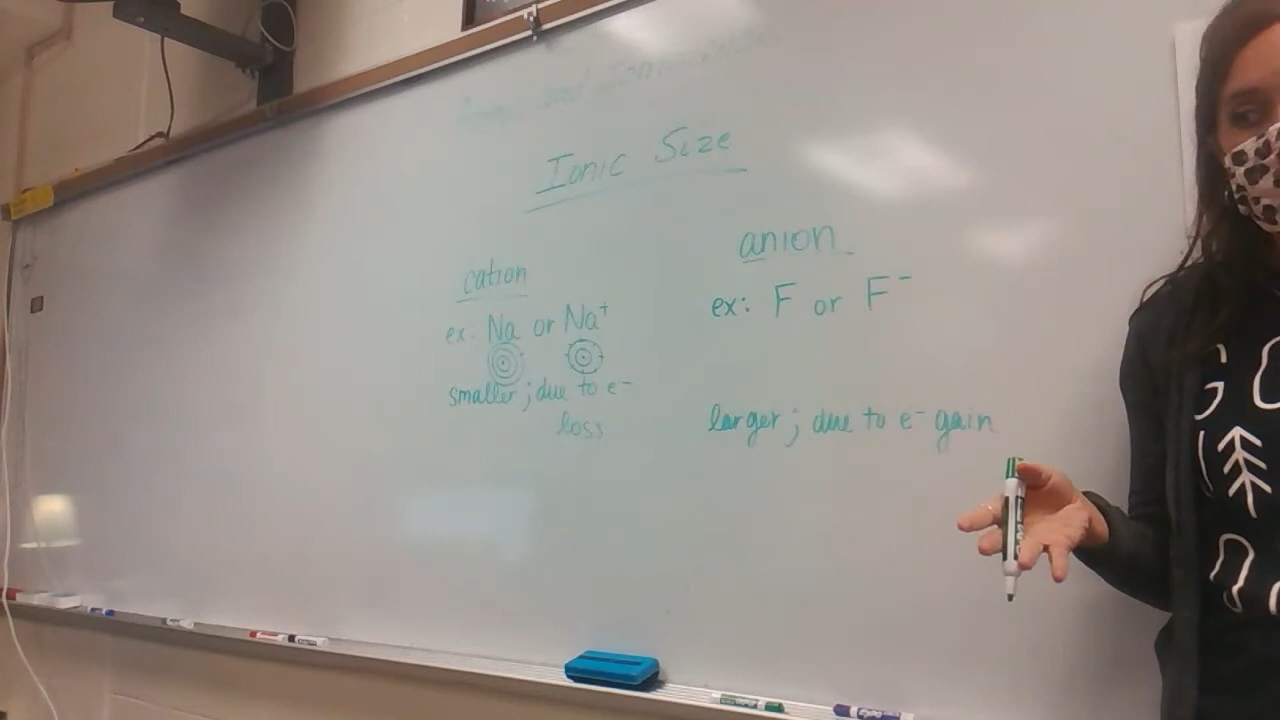 Ionic Size
cation
ex: Na or Na⁺
smaller; due to e⁻
loss
anion
ex: F or F⁻
larger; due to e⁻ gain